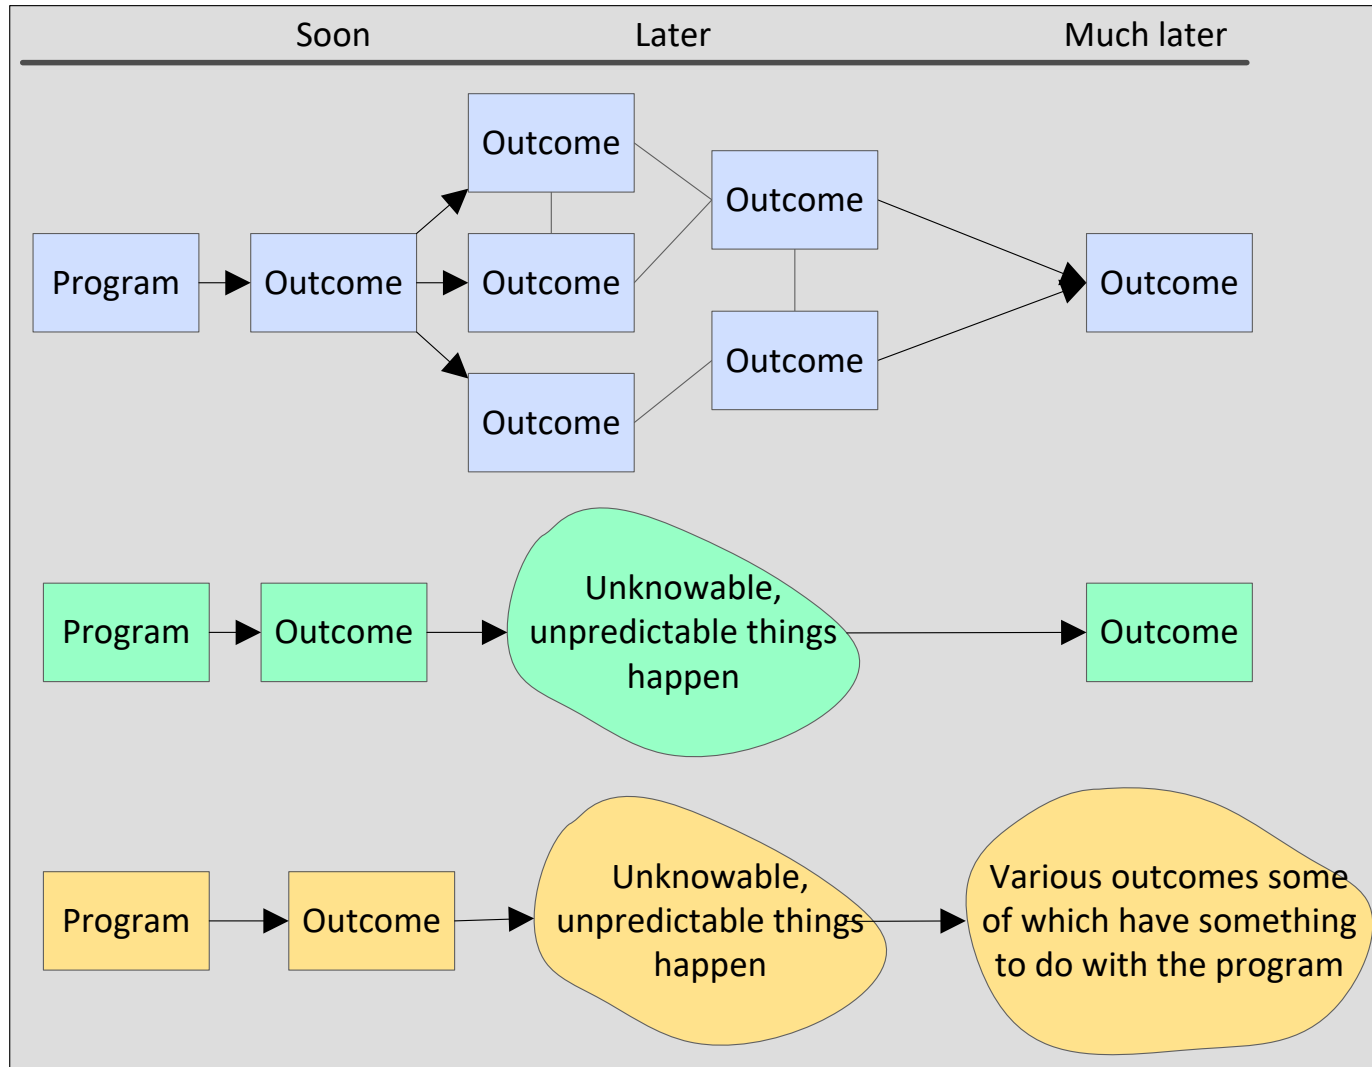 Soon Later Much later
Outcome
Outcome
Program Outcome Outcome Outcome
Outcome
Outcome
Unknowable,
unpredictable things
happen
Program Outcome Outcome
Unknowable,
unpredictable things
happen
Program Outcome
Various outcomes some
of which have something
to do with the program